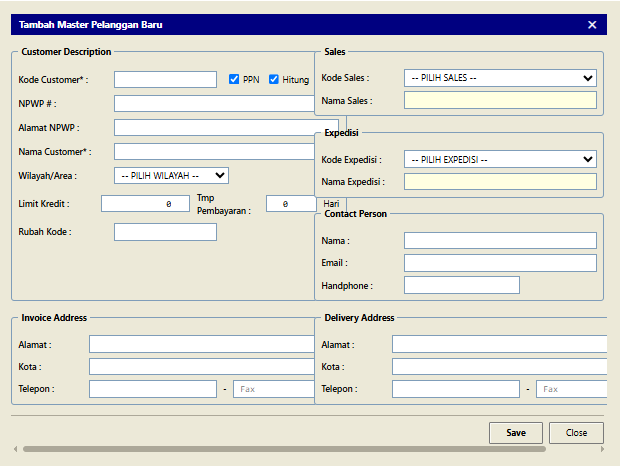 Tambah Master Pelanggan Baru ✕
Customer Description
Kode Customer* : PPN Hitung
NPWP # :
Alamat NPWP :
Nama Customer* :
Wilayah/Area : -- PILIH WILAYAH --
Limit Kredit : 0 Tmp Pembayaran : 0 Hari
Rubah Kode :
Sales
Kode Sales : -- PILIH SALES --
Nama Sales :
Expedisi
Kode Expedisi : -- PILIH EXPEDISI --
Nama Expedisi :
Contact Person
Nama :
Email :
Handphone :
Invoice Address
Alamat :
Kota :
Telepon : - Fax
Delivery Address
Alamat :
Kota :
Telepon : - Fax
Save Close